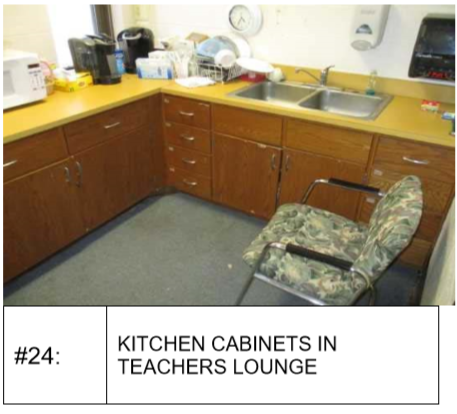 #24:
KITCHEN CABINETS IN
TEACHERS LOUNGE